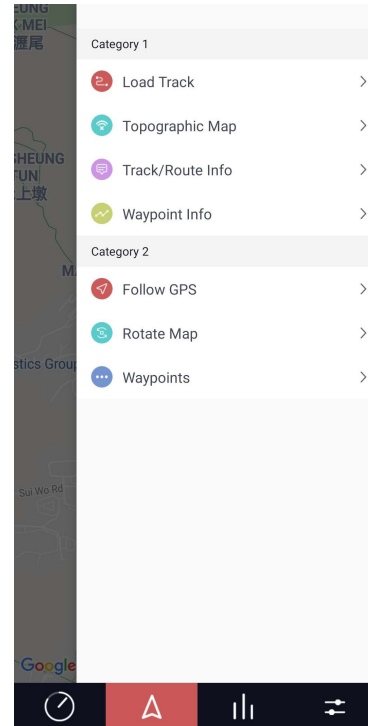 EUNG
K MEI
瀝尾
Category 1
Load Track
Topographic Map
Track/Route Info
SHEUNG
TUN
上墩
Waypoint Info
Category 2
M
Follow GPS
Rotate Map
stics Group
Waypoints
Sui Wo Rd
Google